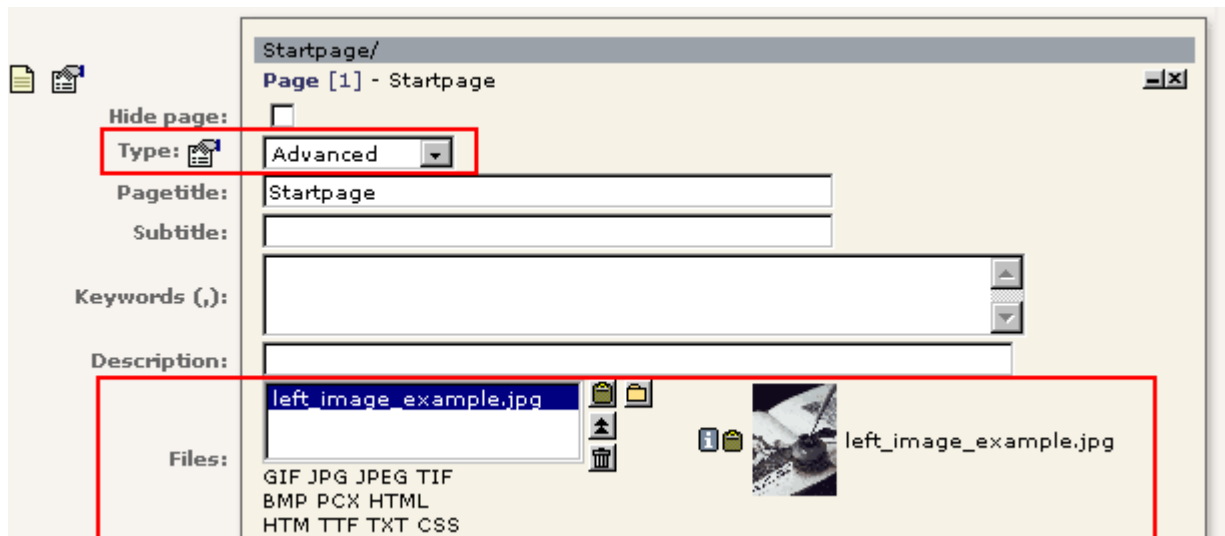 Startpage/
Page [1] - Startpage
Hide page:
Type: Advanced
Pagetitle: Startpage
Subtitle:
Keywords (,):
Description:
left_image_example.jpg
Files: left_image_example.jpg
GIF JPG JPEG TIF
BMP PCX HTML
HTM TTF TXT CSS